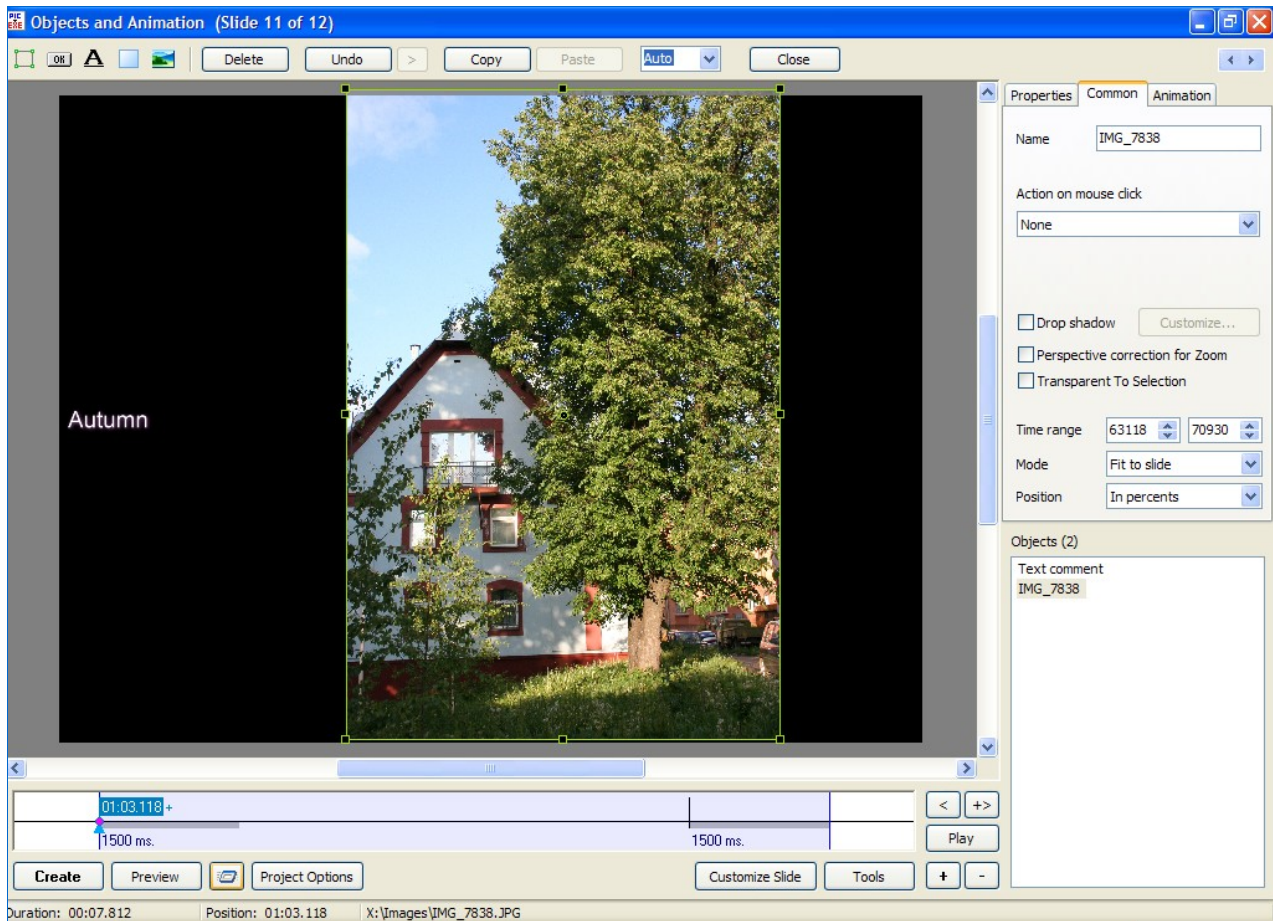 PIC EXE Objects and Animation (Slide 11 of 12)
OK A Delete Undo > Copy Paste Auto Close
Properties Common Animation
Name IMG_7838
Action on mouse click
None
Drop shadow Customize...
Perspective correction for Zoom
Transparent To Selection
Autumn
Time range 63118 70930
Mode Fit to slide
Position In percents
Objects (2)
Text comment
IMG_7838
01:03.118 +
1500 ms. 1500 ms.
< +>
Play
Create Preview Project Options Customize Slide Tools + -
Duration: 00:07.812 Position: 01:03.118 X:\Images\IMG_7838.JPG